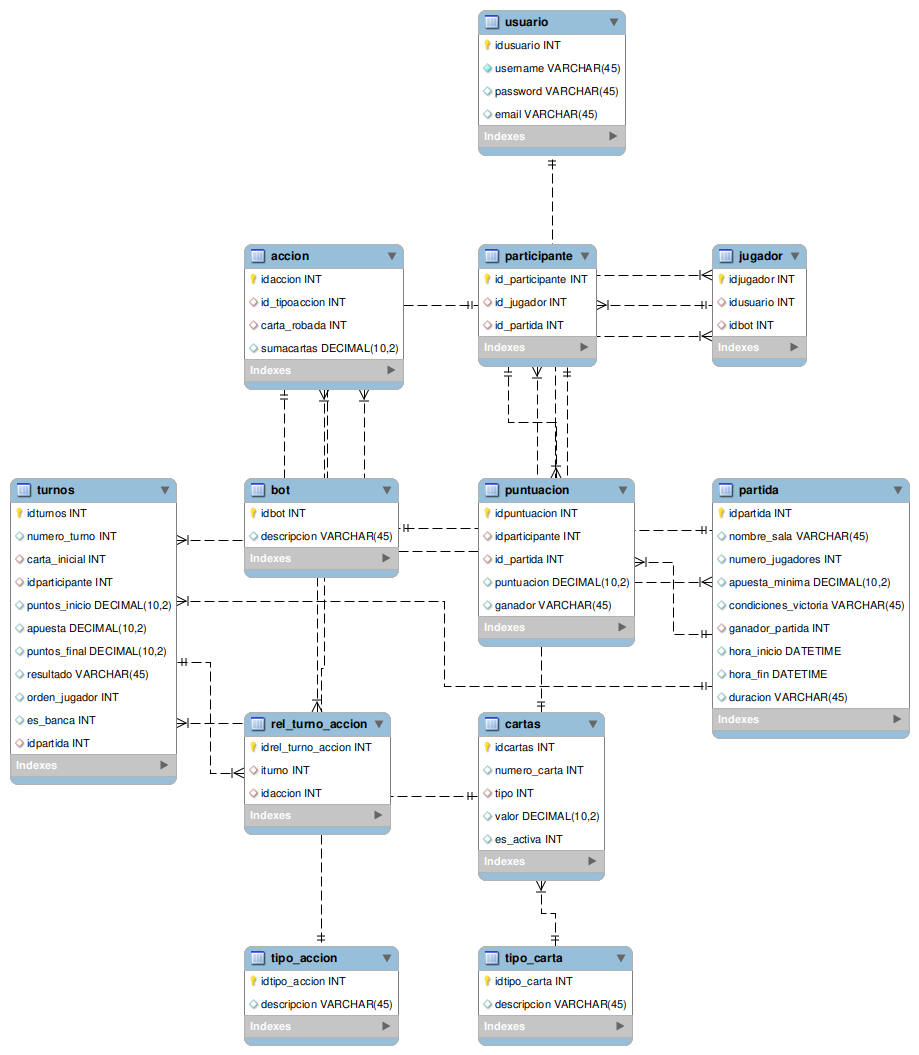 usuario
idusuario INT
username VARCHAR(45)
password VARCHAR(45)
email VARCHAR(45)
Indexes
accion
idaccion INT
id_tipoaccion INT
carta_robada INT
sumacartas DECIMAL(10,2)
Indexes
participante
id_participante INT
id_jugador INT
id_partida INT
Indexes
jugador
idjugador INT
idusuario INT
idbot INT
Indexes
turnos
idturnos INT
numero_turno INT
carta_inicial INT
idparticipante INT
puntos_inicio DECIMAL(10,2)
apuesta DECIMAL(10,2)
puntos_final DECIMAL(10,2)
resultado VARCHAR(45)
orden_jugador INT
es_banca INT
idpartida INT
Indexes
bot
idbot INT
descripcion VARCHAR(45)
Indexes
puntuacion
idpuntuacion INT
idparticipante INT
id_partida INT
puntuacion DECIMAL(10,2)
ganador VARCHAR(45)
Indexes
partida
idpartida INT
nombre_sala VARCHAR(45)
numero_jugadores INT
apuesta_minima DECIMAL(10,2)
condiciones_victoria VARCHAR(45)
ganador_partida INT
hora_inicio DATETIME
hora_fin DATETIME
duracion VARCHAR(45)
Indexes
rel_turno_accion
idrel_turno_accion INT
iturno INT
idaccion INT
Indexes
cartas
idcartas INT
numero_carta INT
tipo INT
valor DECIMAL(10,2)
es_activa INT
Indexes
tipo_accion
idtipo_accion INT
descripcion VARCHAR(45)
Indexes
tipo_carta
idtipo_carta INT
descripcion VARCHAR(45)
Indexes